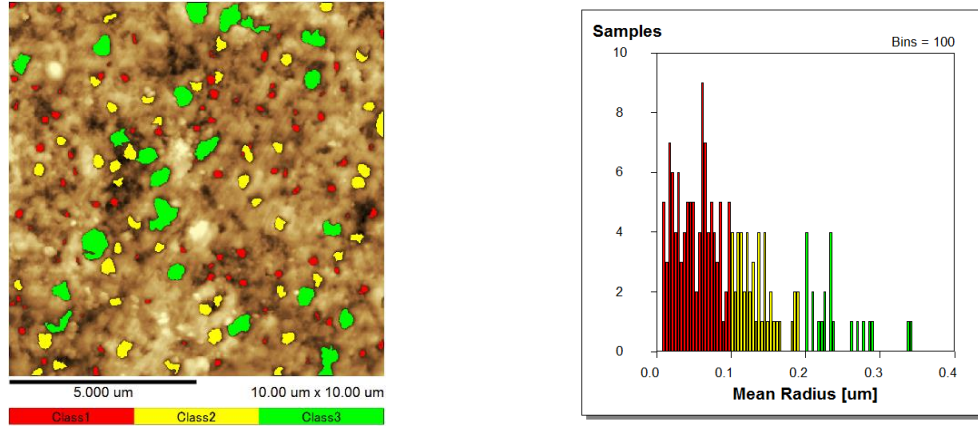 5.000 um 10.00 um x 10.00 um
Class1 Class2 Class3
Samples
Bins = 100
10
8
6
4
2
0
0.0 0.1 0.2 0.3 0.4
Mean Radius [um]